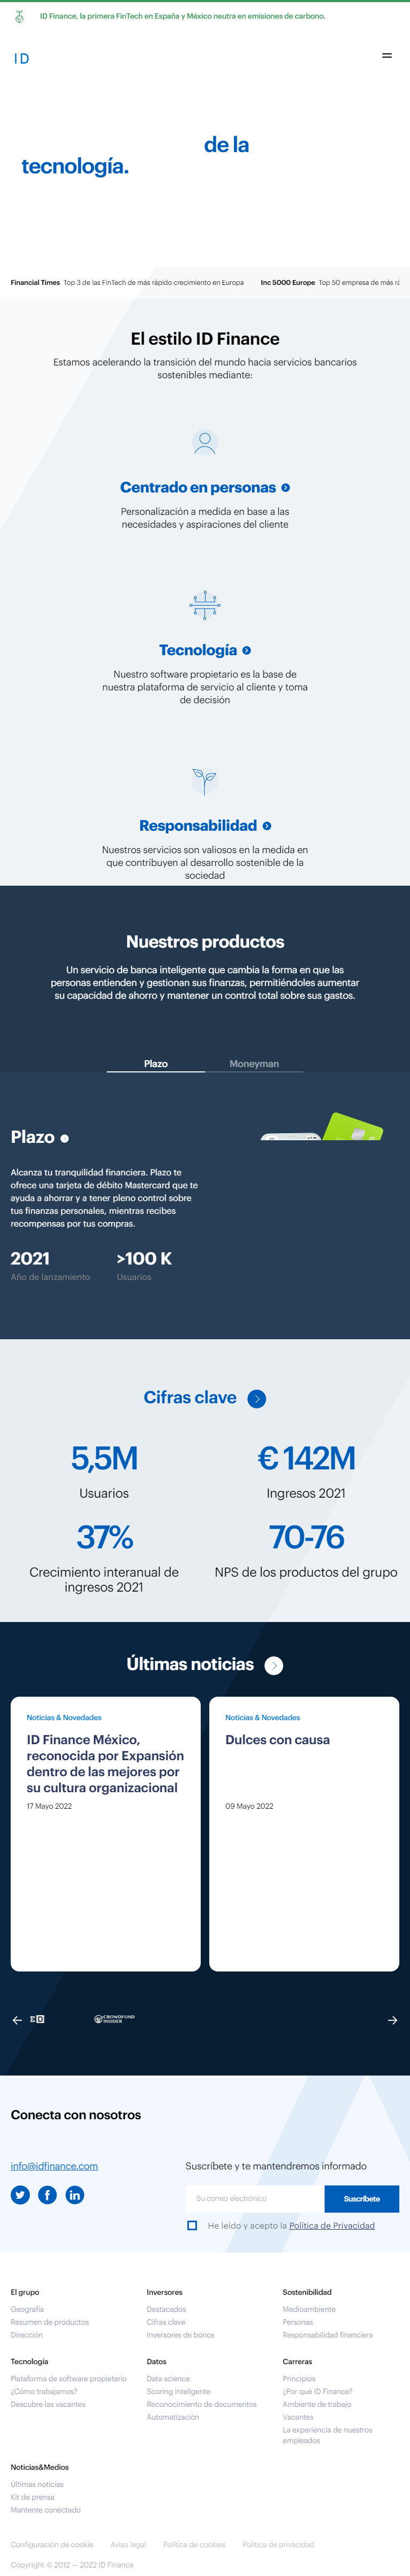 ID Finance, la primera FinTech en España y México neutra en emisiones de carbono.
ID
de la
tecnología.
Financial Times Top 3 de las FinTech de más rápido crecimiento en Europa Inc 5000 Europe Top 50 empresa de más rá
El estilo ID Finance
Estamos acelerando la transición del mundo hacia servicios bancarios
sostenibles mediante:
Centrado en personas
Personalización a medida en base a las
necesidades y aspiraciones del cliente
Tecnología
Nuestro software propietario es la base de
nuestra plataforma de servicio al cliente y toma
de decisión
Responsabilidad
Nuestros servicios son valiosos en la medida en
que contribuyen al desarrollo sostenible de la
sociedad
Nuestros productos
Un servicio de banca inteligente que cambia la forma en que las
personas entienden y gestionan sus finanzas, permitiéndoles aumentar
su capacidad de ahorro y mantener un control total sobre sus gastos.
Plazo Moneyman
Plazo
Alcanza tu tranquilidad financiera. Plazo te
ofrece una tarjeta de débito Mastercard que te
ayuda a ahorrar y a tener pleno control sobre
tus finanzas personales, mientras recibes
recompensas por tus compras.
2021 >100 K
Año de lanzamiento Usuarios
Cifras clave
5,5M € 142M
Usuarios Ingresos 2021
37% 70-76
Crecimiento interanual de NPS de los productos del grupo
ingresos 2021
Últimas noticias
Noticias & Novedades
ID Finance México,
reconocida por Expansión
dentro de las mejores por
su cultura organizacional
17 Mayo 2022
Noticias & Novedades
Dulces con causa
09 Mayo 2022
CROWDFUND
INSIDER
Conecta con nosotros
info@idfinance.com
Suscríbete y te mantendremos informado
Su correo electrónico Suscríbete
He leído y acepto la Política de Privacidad
El grupo
Geografía
Resumen de productos
Dirección
Inversores
Destacados
Cifras clave
Inversores de bonos
Sostenibilidad
Medioambiente
Personas
Responsabilidad financiera
Tecnología
Plataforma de software propietario
¿Cómo trabajamos?
Descubre las vacantes
Datos
Data science
Scoring inteligente
Reconocimiento de documentos
Automatización
Carreras
Principios
¿Por qué ID Finance?
Ambiente de trabajo
Vacantes
La experiencia de nuestros
empleados
Noticias&Medios
Últimas noticias
Kit de prensa
Mantente conectado
Configuración de cookie Aviso legal Política de cookies Política de privacidad
Copyright © 2012 — 2022 ID Finance